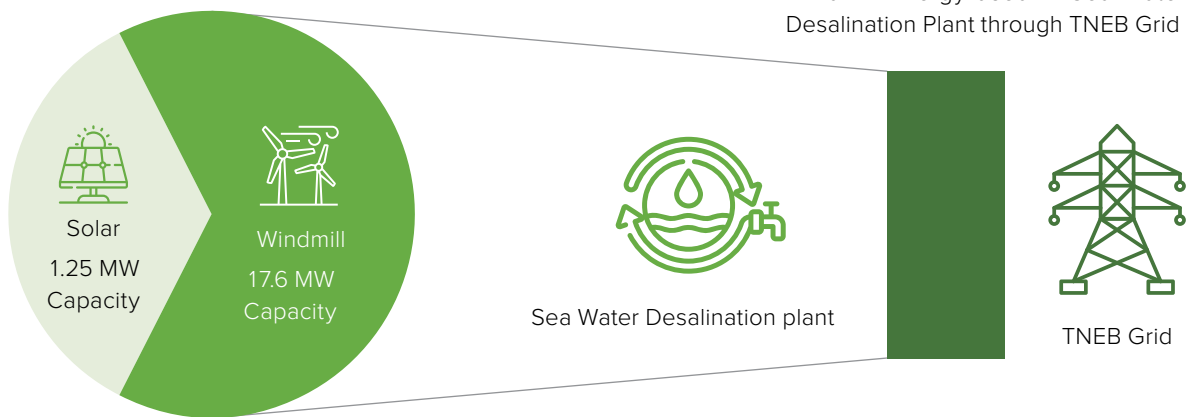 Desalination Plant through TNEB Grid
Solar
1.25 MW
Capacity
Windmill
17.6 MW
Capacity
Sea Water Desalination plant
TNEB Grid